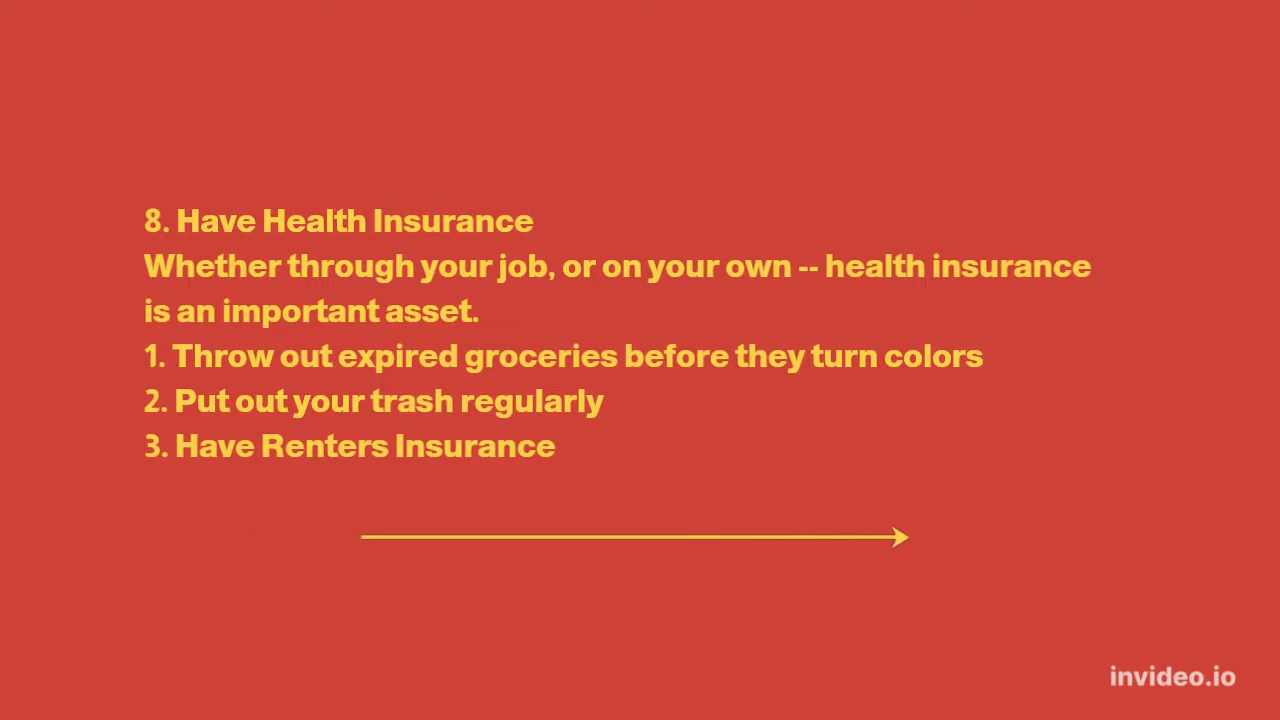 8. Have Health Insurance
Whether through your job, or on your own -- health insurance
is an important asset.
1. Throw out expired groceries before they turn colors
2. Put out your trash regularly
3. Have Renters Insurance
invideo.io